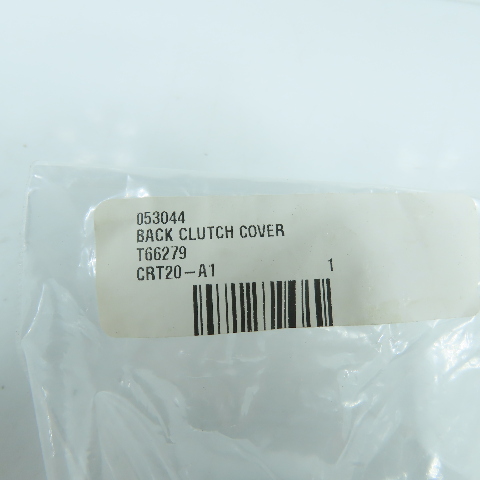 053044
BACK CLUTCH COVER
T66279
CRT20-A1 1